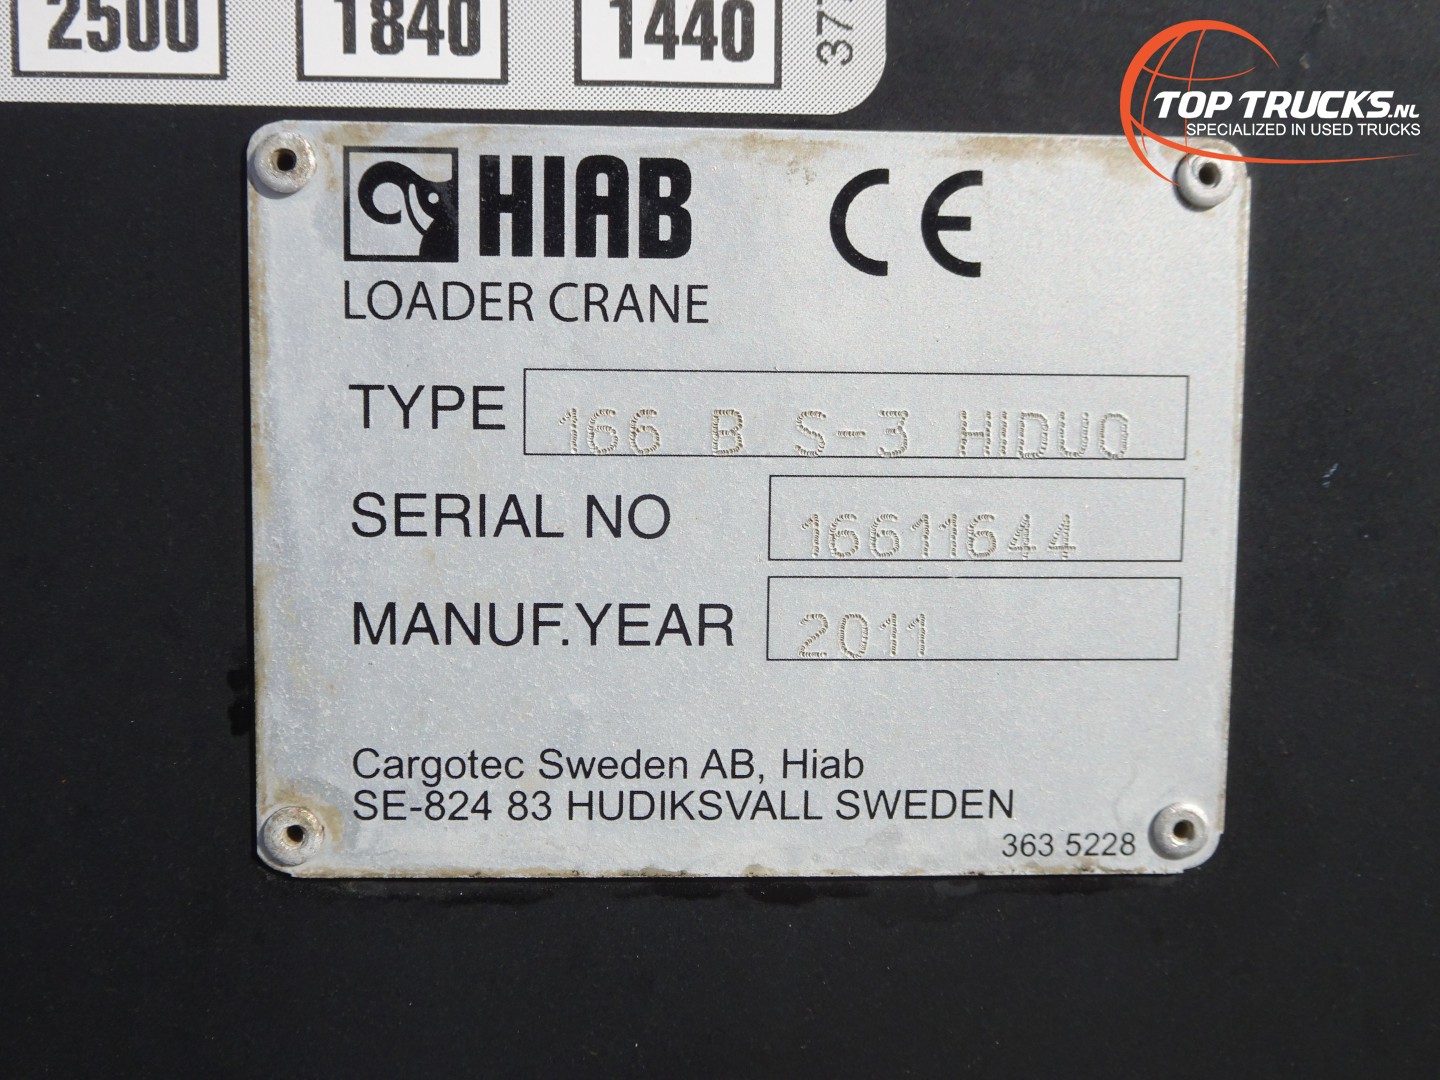 2500 1840 1440
377
TOP TRUCKS.NL
SPECIALIZED IN USED TRUCKS
HIAB CE
LOADER CRANE
TYPE 166 B S-3 HIDUO
SERIAL NO 16611644
MANUF.YEAR 2011
Cargotec Sweden AB, Hiab
SE-824 83 HUDIKSVALL SWEDEN
363 5228